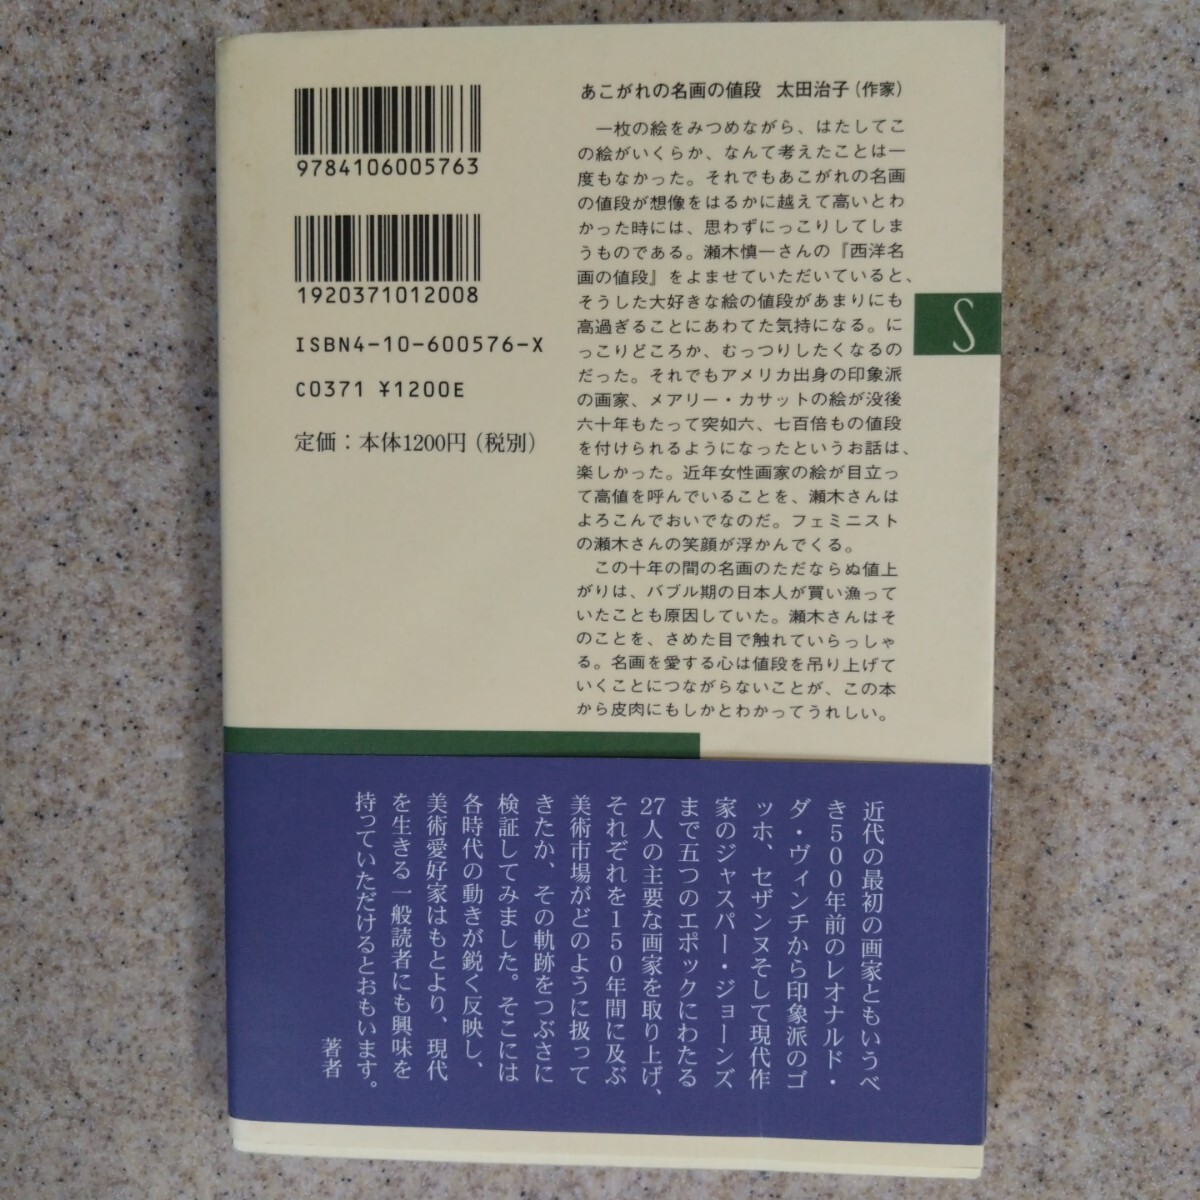 9784106005763
1920371012008
ISBN4-10-600576-X
C0371 ¥1200E
定価：本体1200円（税別）
あこがれの名画の値段　太田治子（作家）
一枚の絵をみつめながら、はたしてこ
の絵がいくらか、なんて考えたことは一
度もなかった。それでもあこがれの名画
の値段が想像をはるかに越えて高いとわ
かった時には、思わずにっこりしてしま
うものである。瀬木慎一さんの『西洋名
画の値段』をよませていただいていると、
そうした大好きな絵の値段があまりにも
高過ぎることにあわてた気持になる。に
っこりどころか、むっつりしたくなるの
だった。それでもアメリカ出身の印象派
の画家、メアリー・カサットの絵が没後
六十年もたって突如六、七百倍もの値段
を付けられるようになったというお話は、
楽しかった。近年女性画家の絵が目立っ
て高値を呼んでいることを、瀬木さんは
よろこんでおいでなのだ。フェミニスト
の瀬木さんの笑顔が浮かんでくる。
この十年の間の名画のただならぬ値上
がりは、バブル期の日本人が買い漁って
いたことも原因していた。瀬木さんはそ
のことを、さめた目で触れていらっしゃ
る。名画を愛する心は値段を吊り上げて
いくことにつながらないことが、この本
から皮肉にもしかとわかってうれしい。
S
近代の最初の画家ともいうべ
き500年前のレオナルド・
ダ・ヴィンチから印象派のゴ
ッホ、セザンヌそして現代作
家のジャスパー・ジョーンズ
まで五つのエポックにわたる
27人の主要な画家を取り上げ、
それぞれを150年間に及ぶ
美術市場がどのように扱って
きたか、その軌跡をつぶさに
検証してみました。そこには
各時代の動きが鋭く反映し、
美術愛好家はもとより、現代
を生きる一般読者にも興味を
持っていただけるとおもいます。
著者